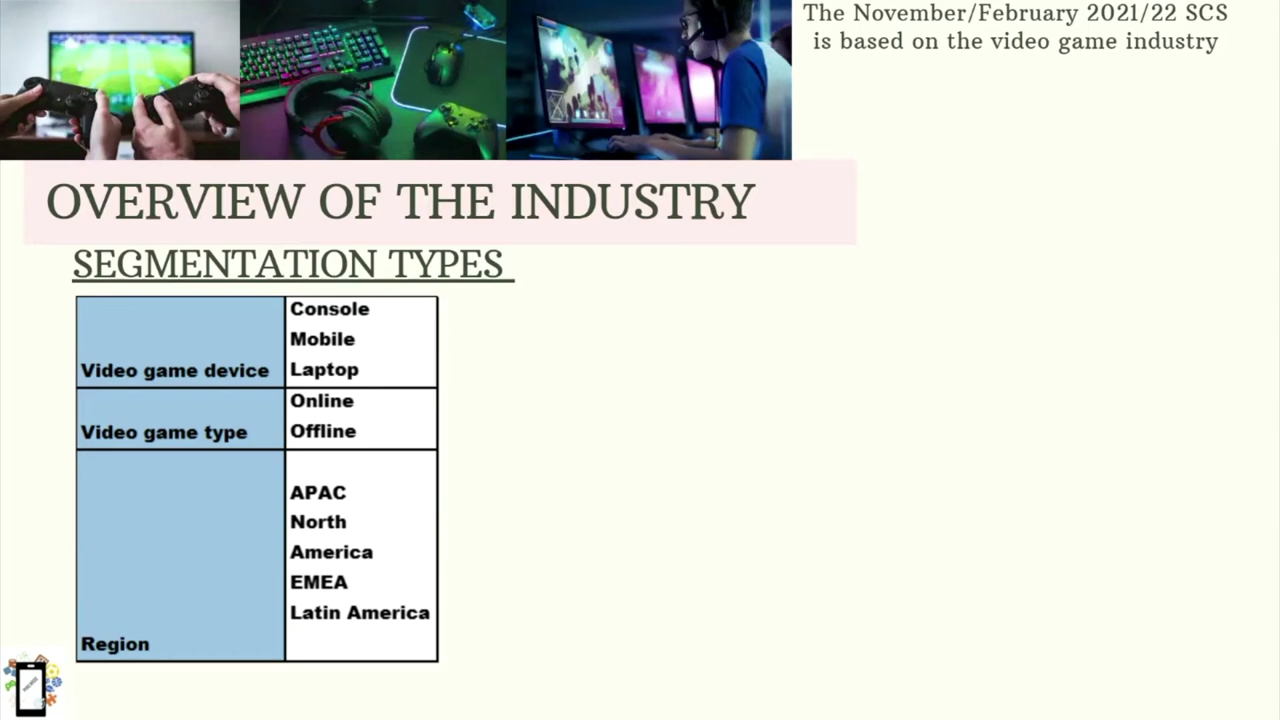 The November/February 2021/22 SCS
is based on the video game industry
OVERVIEW OF THE INDUSTRY
SEGMENTATION TYPES
Video game device
Console
Mobile
Laptop
Video game type
Online
Offline
Region
APAC
North
America
EMEA
Latin America